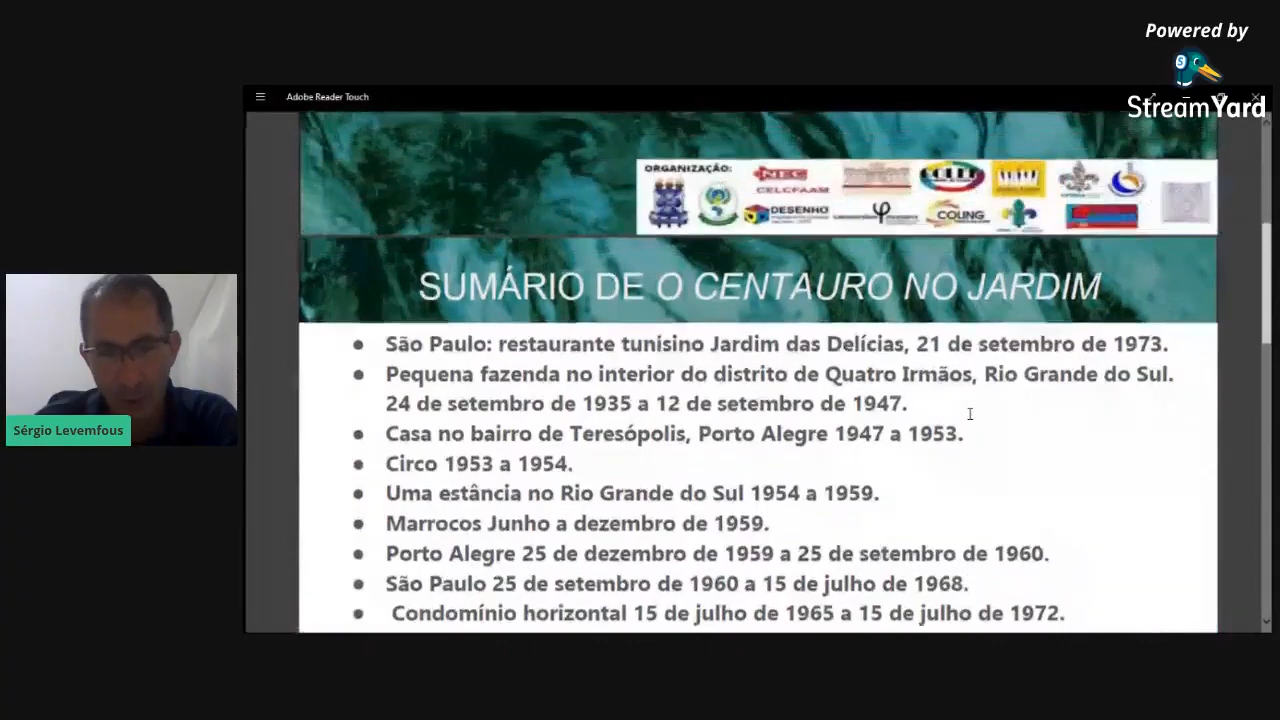 Powered by
StreamYard
Adobe Reader Touch
ORGANIZAÇÃO:
NEC
CELCFAAM
DESENHO
COLING
SUMÁRIO DE O CENTAURO NO JARDIM
● São Paulo: restaurante tunisino Jardim das Delícias, 21 de setembro de 1973.
● Pequena fazenda no interior do distrito de Quatro Irmãos, Rio Grande do Sul.
24 de setembro de 1935 a 12 de setembro de 1947.
● Casa no bairro de Teresópolis, Porto Alegre 1947 a 1953.
● Circo 1953 a 1954.
● Uma estância no Rio Grande do Sul 1954 a 1959.
● Marrocos Junho a dezembro de 1959.
● Porto Alegre 25 de dezembro de 1959 a 25 de setembro de 1960.
● São Paulo 25 de setembro de 1960 a 15 de julho de 1968.
● Condomínio horizontal 15 de julho de 1965 a 15 de julho de 1972.
Sérgio Levemfous